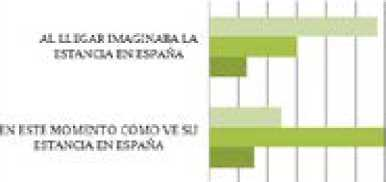 AL LLEGAR IMAGINABA LA
ESTANCIA EN ESPAÑA
EN ESTE MOMENTO COMO VE SU
ESTANCIA EN ESPAÑA